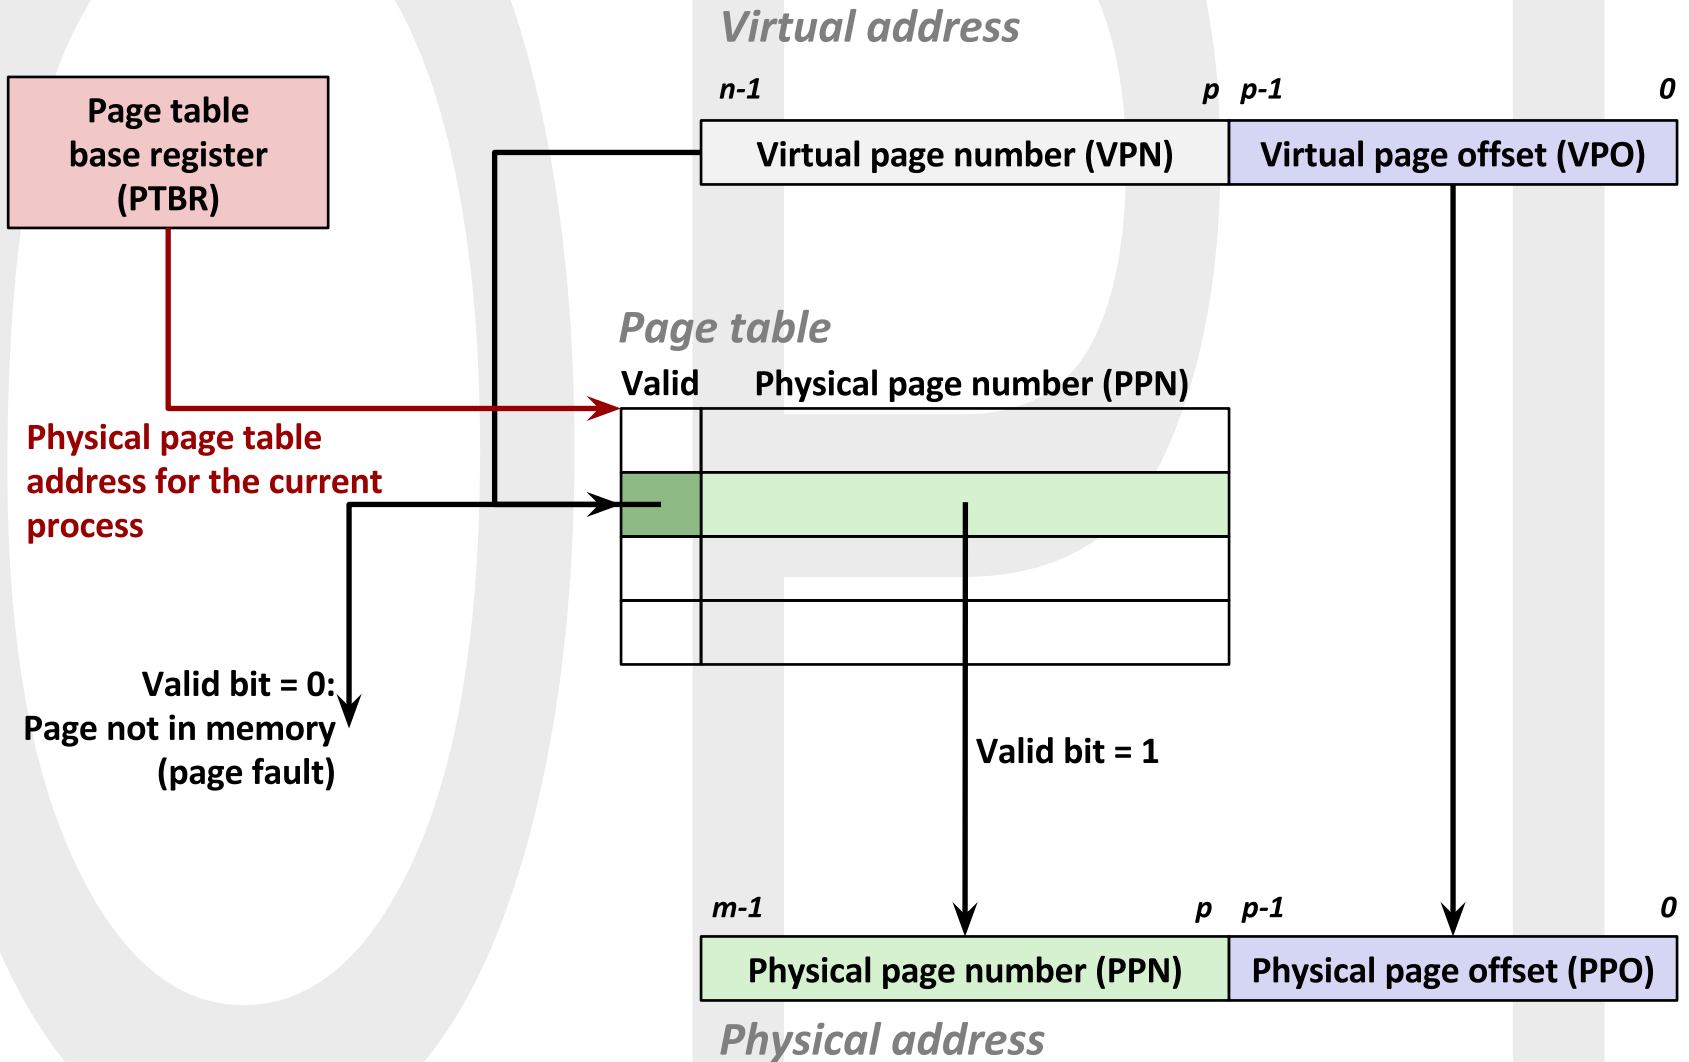 Virtual address
n-1 p p-1 0
Page table
base register
(PTBR)
Virtual page number (VPN) Virtual page offset (VPO)
Page table
Valid Physical page number (PPN)
Physical page table
address for the current
process
Valid bit = 0:
Page not in memory
(page fault)
Valid bit = 1
m-1 p p-1 0
Physical page number (PPN) Physical page offset (PPO)
Physical address